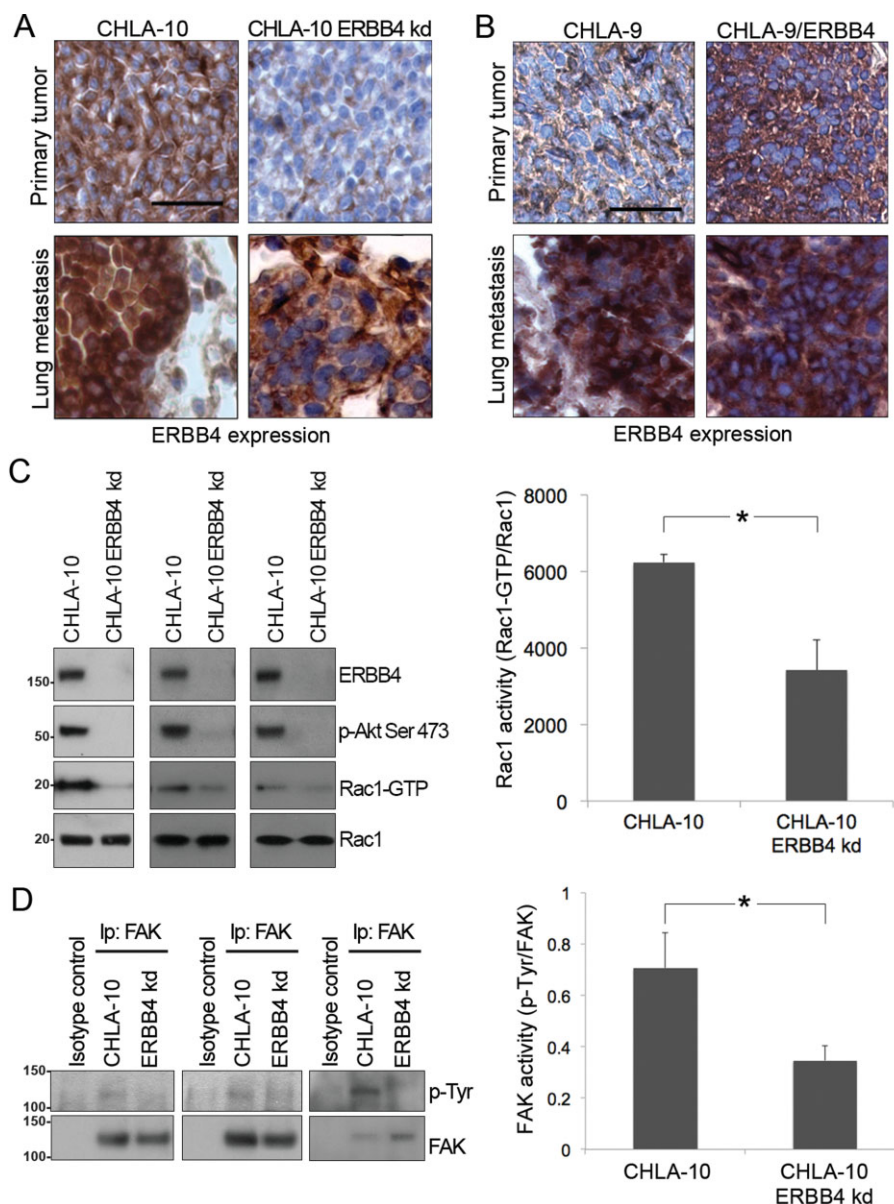 A
CHLA-10
CHLA-10 ERBB4 kd
Primary tumor
Lung metastasis
ERBB4 expression
B
CHLA-9
CHLA-9/ERBB4
Primary tumor
Lung metastasis
ERBB4 expression
C
CHLA-10
CHLA-10 ERBB4 kd
CHLA-10
CHLA-10 ERBB4 kd
CHLA-10
CHLA-10 ERBB4 kd
150
ERBB4
50
p-Akt Ser 473
20
Rac1-GTP
20
Rac1
Rac1 activity (Rac1-GTP/Rac1)
8000
6000
4000
2000
0
*
CHLA-10
CHLA-10
ERBB4 kd
D
Ip: FAK
Ip: FAK
Ip: FAK
Isotype control
CHLA-10
ERBB4 kd
Isotype control
CHLA-10
ERBB4 kd
Isotype control
CHLA-10
ERBB4 kd
150
100
p-Tyr
150
100
FAK
FAK activity (p-Tyr/FAK)
1
0.8
0.6
0.4
0.2
0
*
CHLA-10
CHLA-10
ERBB4 kd